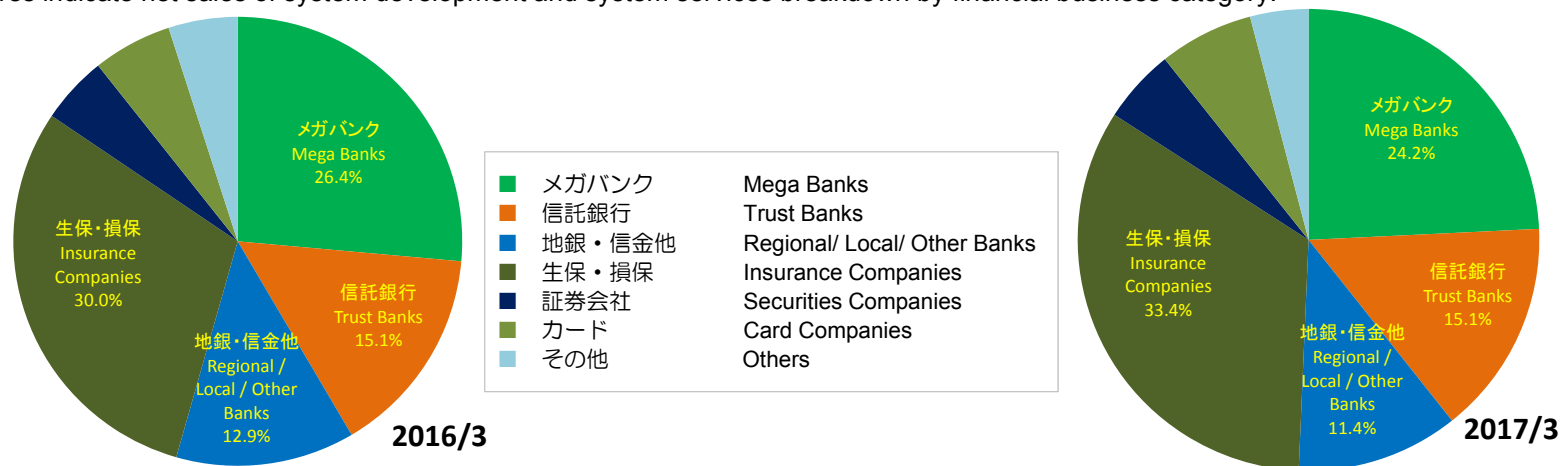 res indicate net sales of system development and system services breakdown by financial business category.
メガバンク
Mega Banks
26.4%
信託銀行
Trust Banks
15.1%
地銀・信金他
Regional /
Local / Other
Banks
12.9%
生保・損保
Insurance
Companies
30.0%
2016/3
メガバンク Mega Banks
信託銀行 Trust Banks
地銀・信金他 Regional/ Local/ Other Banks
生保・損保 Insurance Companies
証券会社 Securities Companies
カード Card Companies
その他 Others
メガバンク
Mega Banks
24.2%
信託銀行
Trust Banks
15.1%
地銀・信金他
Regional /
Local / Other
Banks
11.4%
生保・損保
Insurance
Companies
33.4%
2017/3